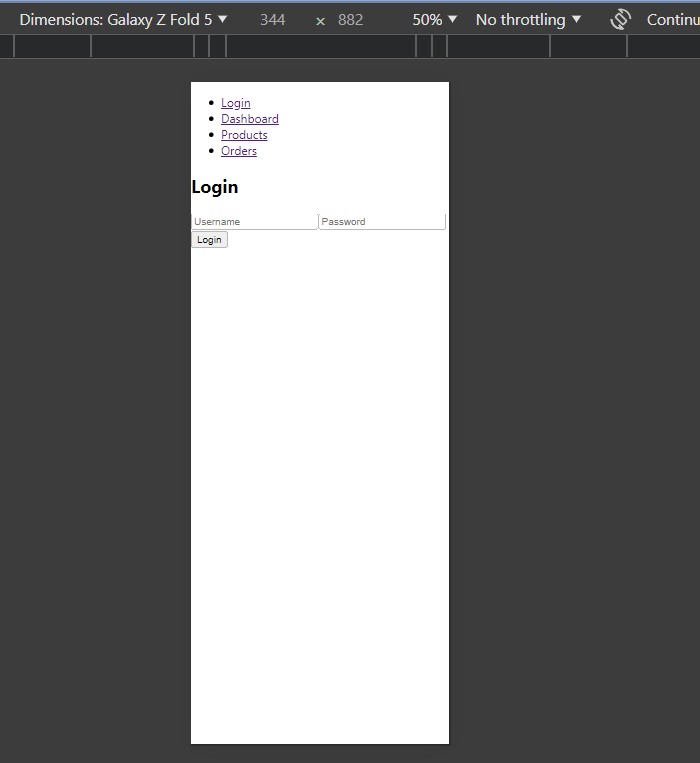 Dimensions: Galaxy Z Fold 5 344 × 882 50% No throttling Continu
Login
Dashboard
Products
Orders
Login
Username Password
Login